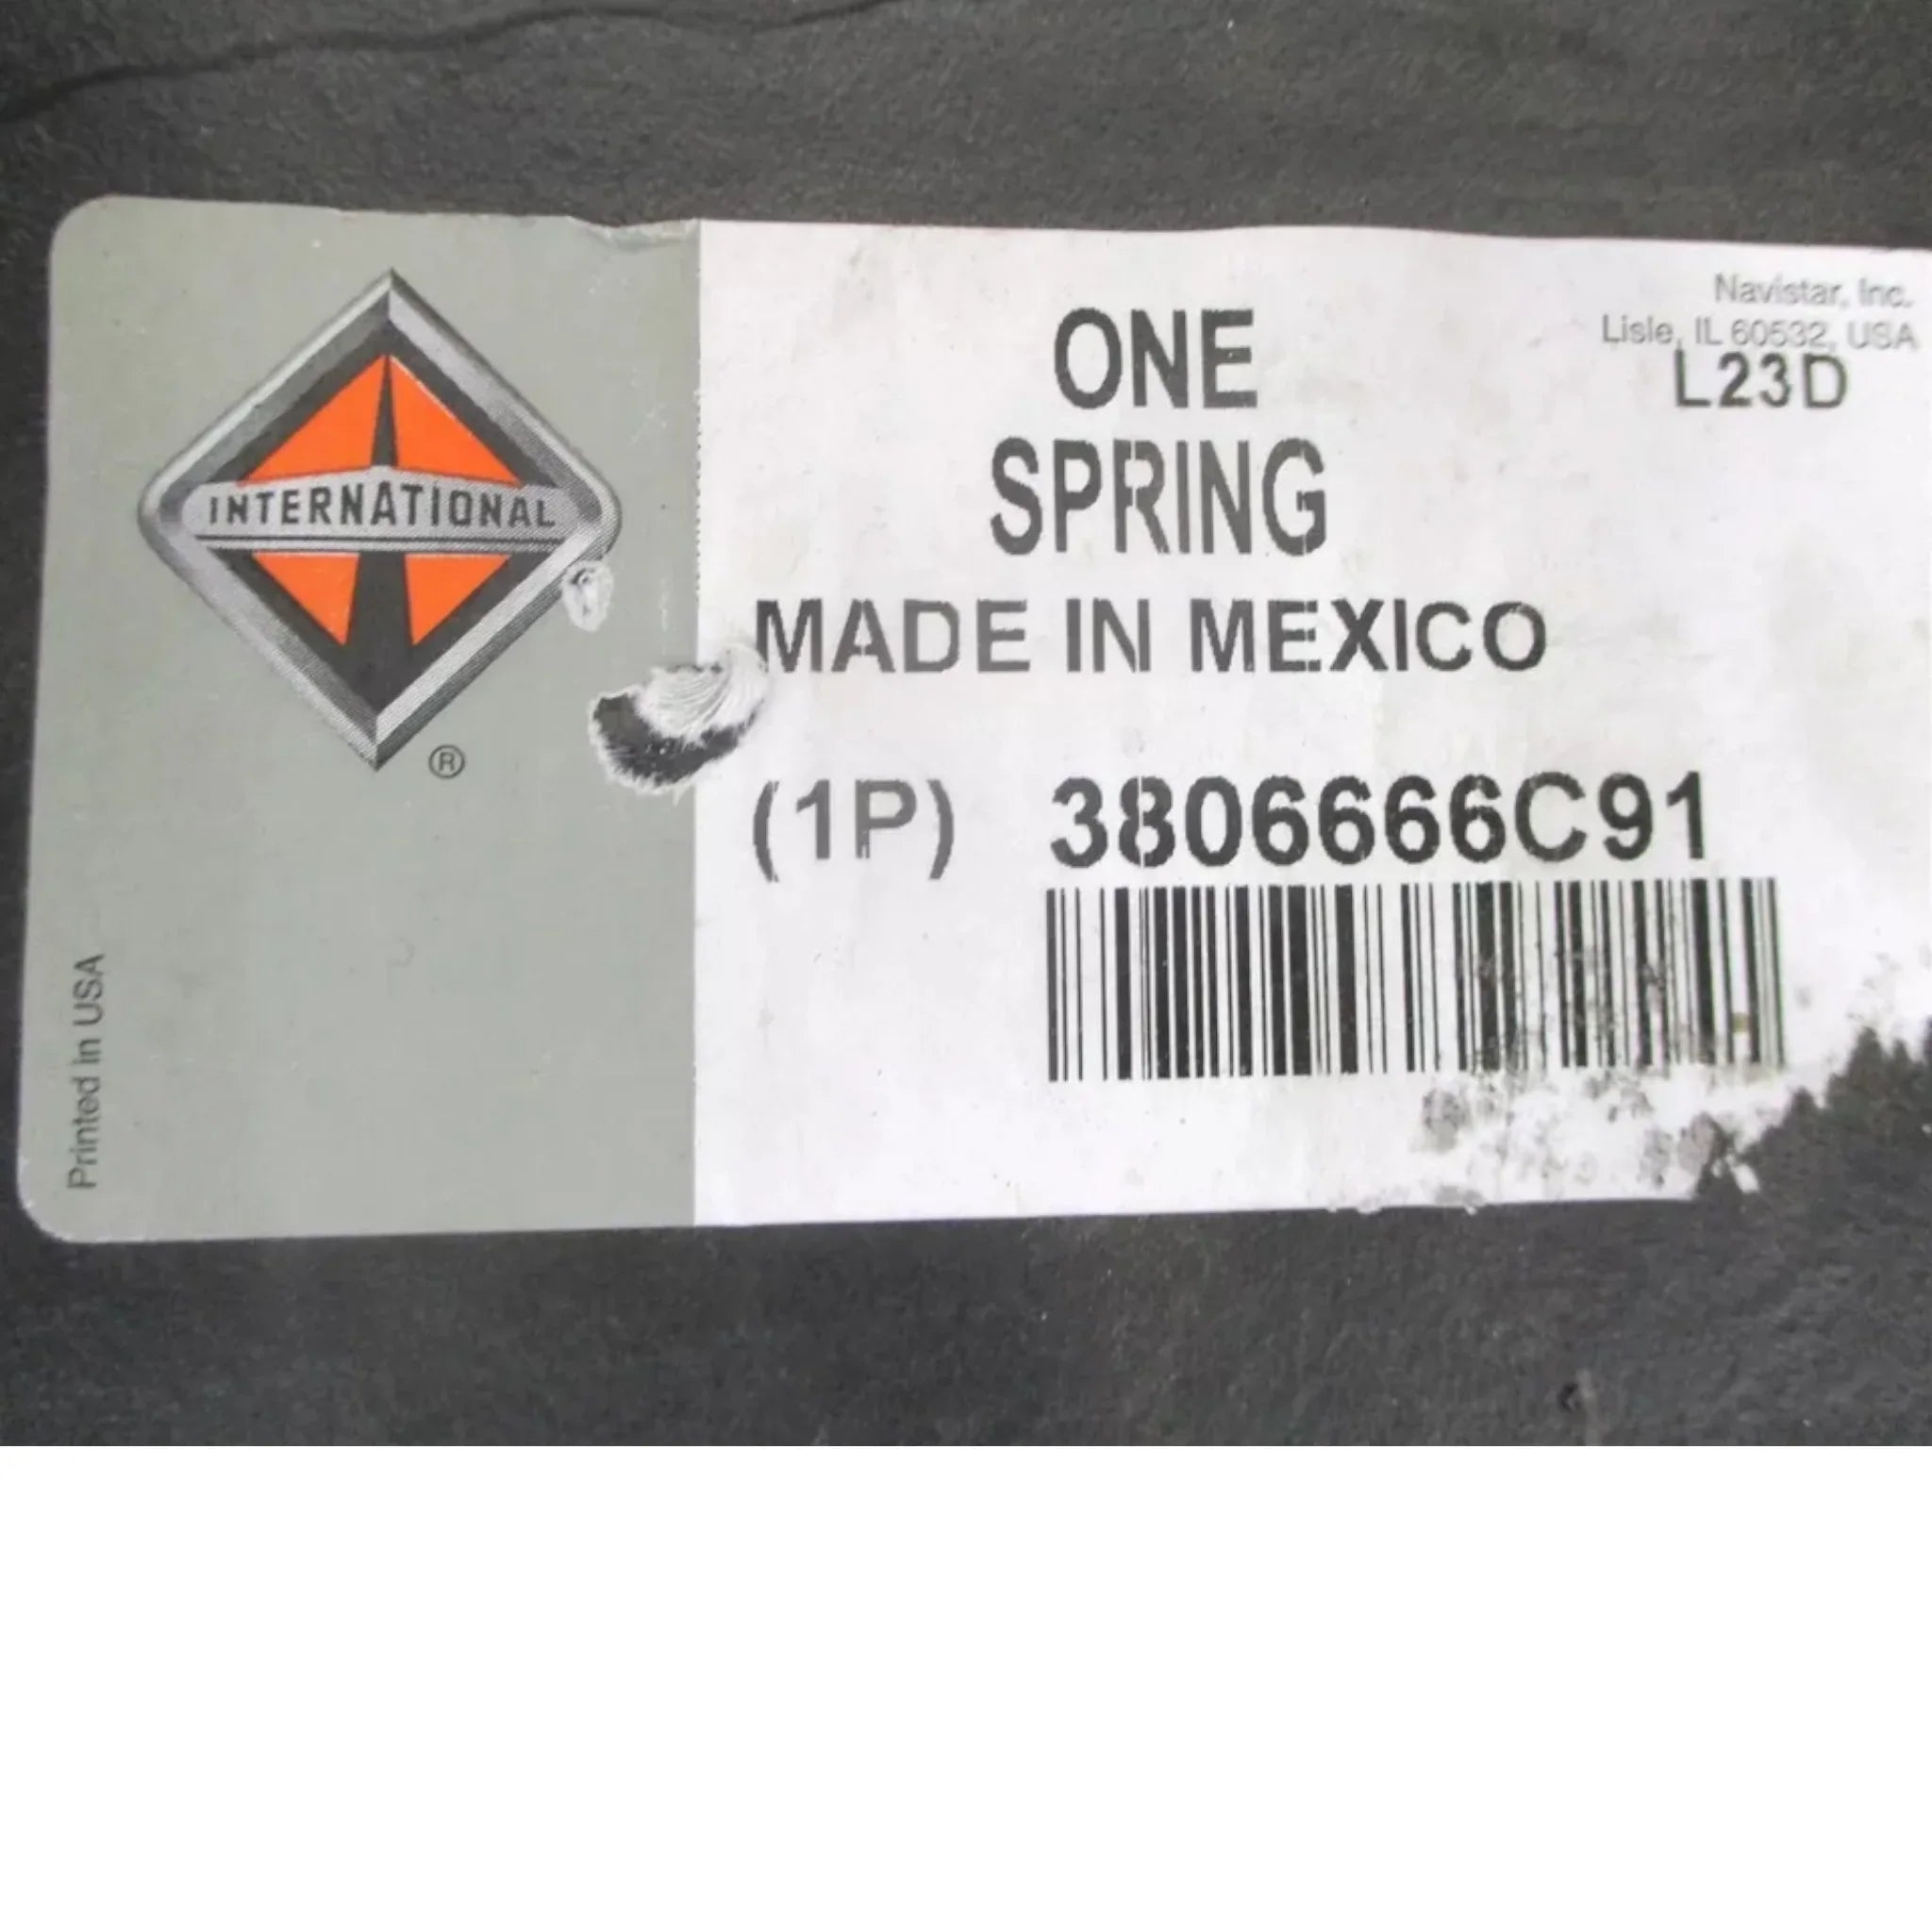 INTERNATIONAL
®
Printed in USA
Navistar, Inc.
Lisle, IL 60532, USA
L23D
ONE
SPRING
MADE IN MEXICO
(1P) 3806666C91